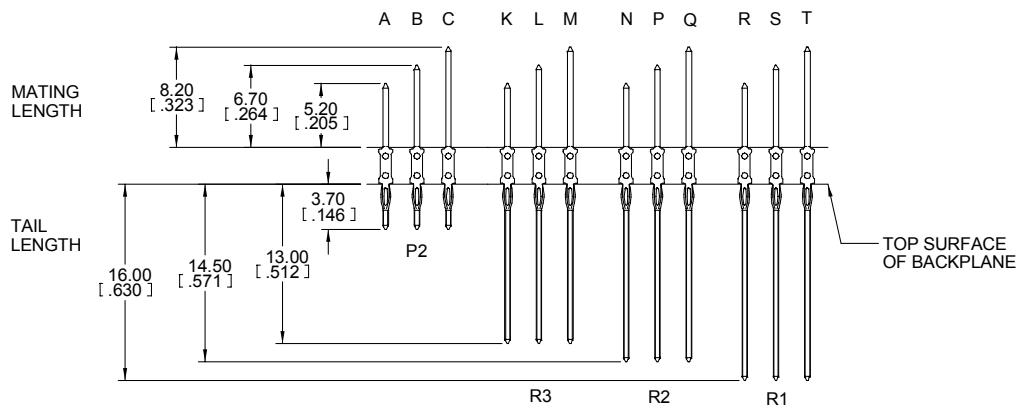 A B C K L M N P Q R S T
MATING
LENGTH
8.20
[ .323 ]
6.70
[ .264 ]
5.20
[ .205 ]
TAIL
LENGTH
3.70
[ .146 ]
P2
13.00
[ .512 ]
14.50
[ .571 ]
16.00
[ .630 ]
TOP SURFACE
OF BACKPLANE
R3 R2 R1